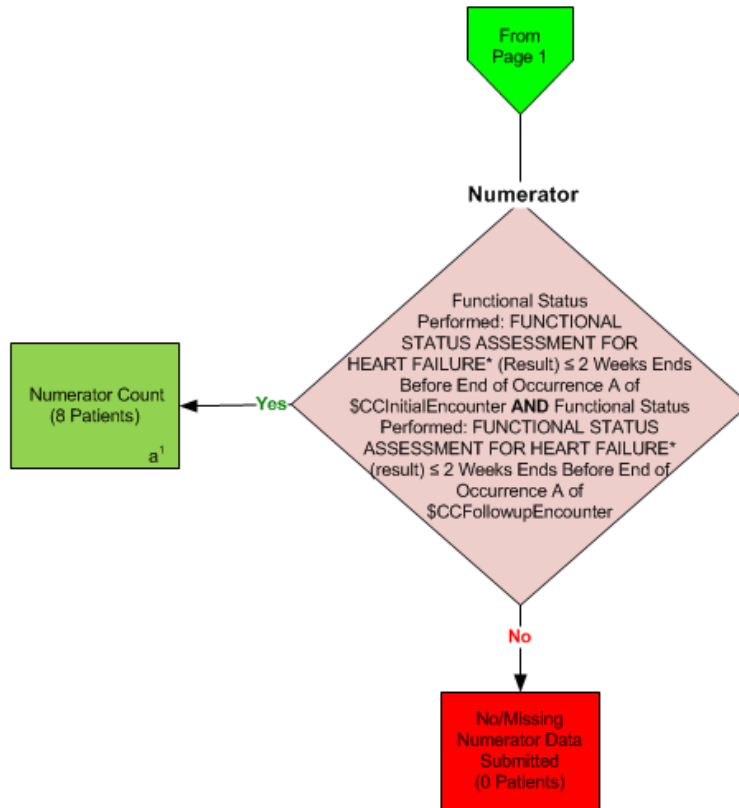 From
Page 1
Numerator
Functional Status
Performed: FUNCTIONAL
STATUS ASSESSMENT FOR
HEART FAILURE* (Result) ≤ 2 Weeks Ends
Before End of Occurrence A of
$CCInitialEncounter AND Functional Status
Performed: FUNCTIONAL STATUS
ASSESSMENT FOR HEART FAILURE*
(result) ≤ 2 Weeks Ends Before End of
Occurrence A of
$CCFollowupEncounter
Yes
Numerator Count
(8 Patients)
a¹
No
No/Missing
Numerator Data
Submitted
(0 Patients)